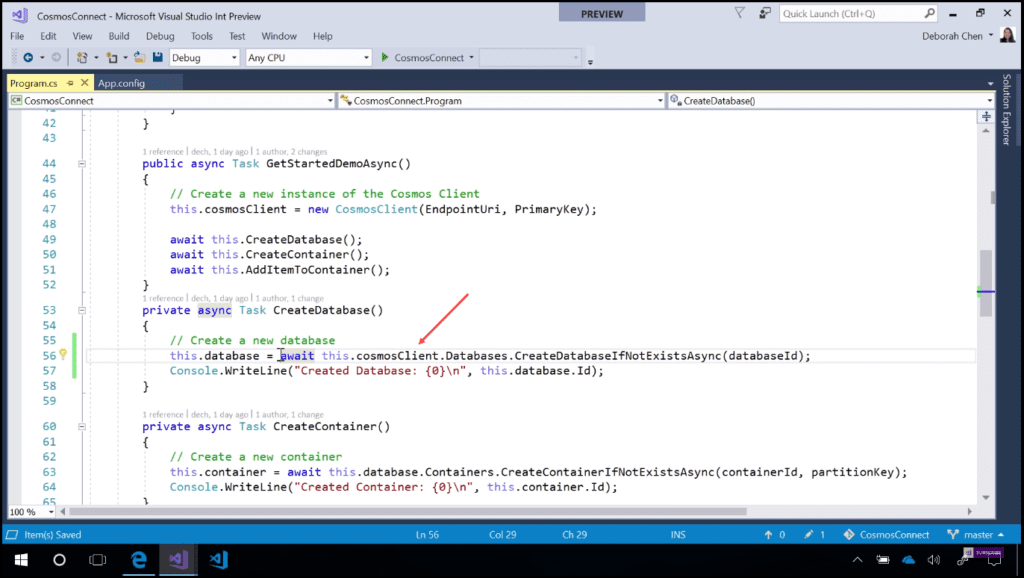 CosmosConnect - Microsoft Visual Studio Int Preview
PREVIEW
Quick Launch (Ctrl+Q)
File Edit View Build Debug Tools Test Window Help
Deborah Chen
Debug Any CPU CosmosConnect
Program.cs App.config
CosmosConnect CosmosConnect.Program CreateDatabase()
Solution Explorer
41 }
42 }
43
1 reference | dech, 1 day ago | 1 author, 2 changes
44 public async Task GetStartedDemoAsync()
45 {
46 // Create a new instance of the Cosmos Client
47 this.cosmosClient = new CosmosClient(EndpointUri, PrimaryKey);
48
49 await this.CreateDatabase();
50 await this.CreateContainer();
51 await this.AddItemToContainer();
52 }
1 reference | dech, 1 day ago | 1 author, 1 change
53 private async Task CreateDatabase()
54 {
55 // Create a new database
56 this.database = await this.cosmosClient.Databases.CreateDatabaseIfNotExistsAsync(databaseId);
57 Console.WriteLine("Created Database: {0}\n", this.database.Id);
58 }
59
1 reference | dech, 1 day ago | 1 author, 1 change
60 private async Task CreateContainer()
61 {
62 // Create a new container
63 this.container = await this.database.Containers.CreateContainerIfNotExistsAsync(containerId, partitionKey);
64 Console.WriteLine("Created Container: {0}\n", this.container.Id);
65 }
100 %
Item(s) Saved Ln 56 Col 29 Ch 29 INS 0 1 CosmosConnect master